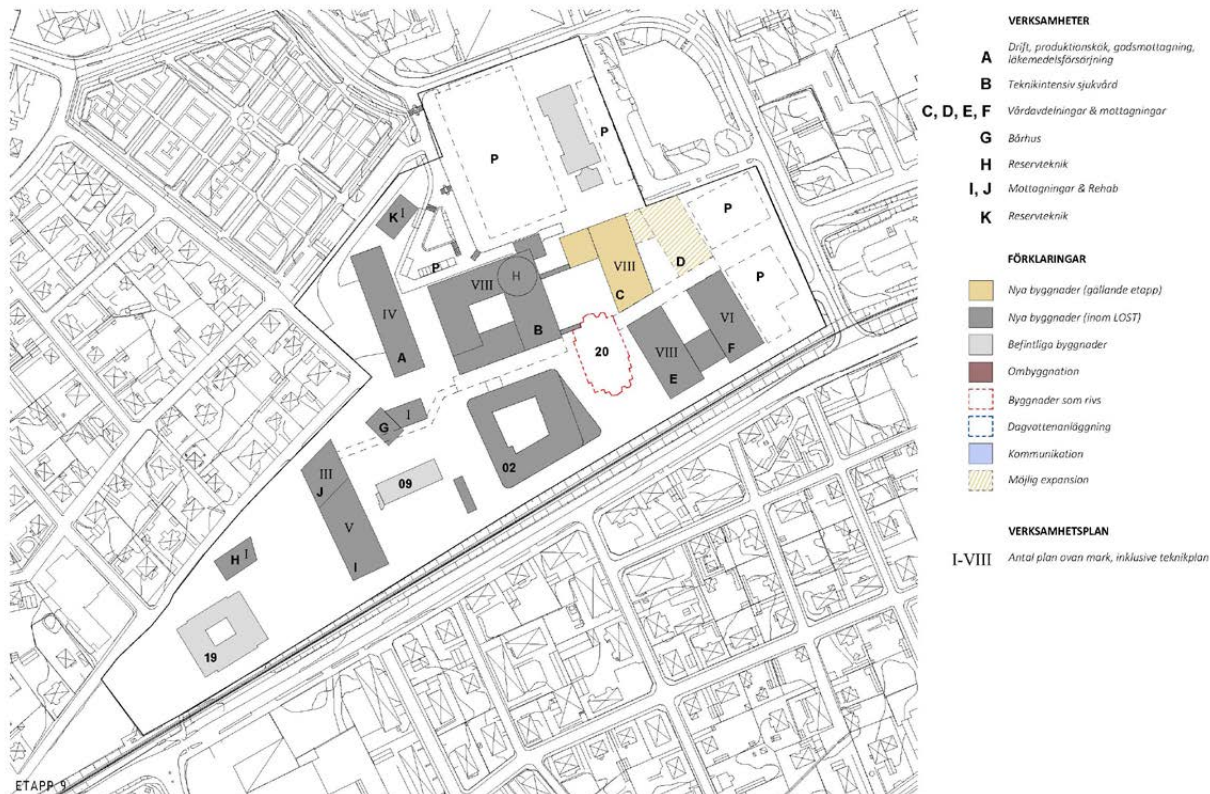 VERKSAMHETER
A Drift, produktionskök, godsmottagning,
läkemedelsförsörjning
B Teknikintensiv sjukvård
C, D, E, F Vårdavdelningar & mottagningar
G Bårhus
H Reservteknik
I, J Mottagningar & Rehab
K Reservteknik
FÖRKLARINGAR
Nya byggnader (gällande etapp)
Nya byggnader (inom LOST)
Befintliga byggnader
Ombyggnation
Byggnader som rivs
Dagvattenanläggning
Kommunikation
Möjlig expansion
VERKSAMHETSPLAN
I-VIII Antal plan ovan mark, inklusive teknikplan
P
P
K I
P
P
VIII
H
VIII
D
P
IV
C
B
A
20
VI
VIII
F
E
I
G
02
III
J
09
V
H I
I
19
ETAPP 9